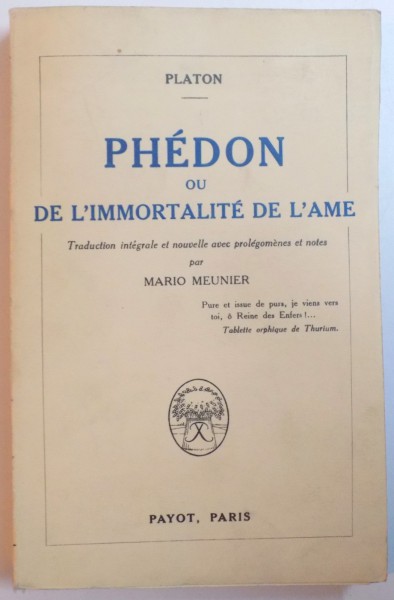 PLATON
PHÉDON
OU
DE L'IMMORTALITÉ DE L'AME
Traduction intégrale et nouvelle avec prolégomènes et notes
par
MARIO MEUNIER
Pure et issue de purs, je viens vers
toi, ô Reine des Enfers!...
Tablette orphique de Thurium.
PAYOT, PARIS